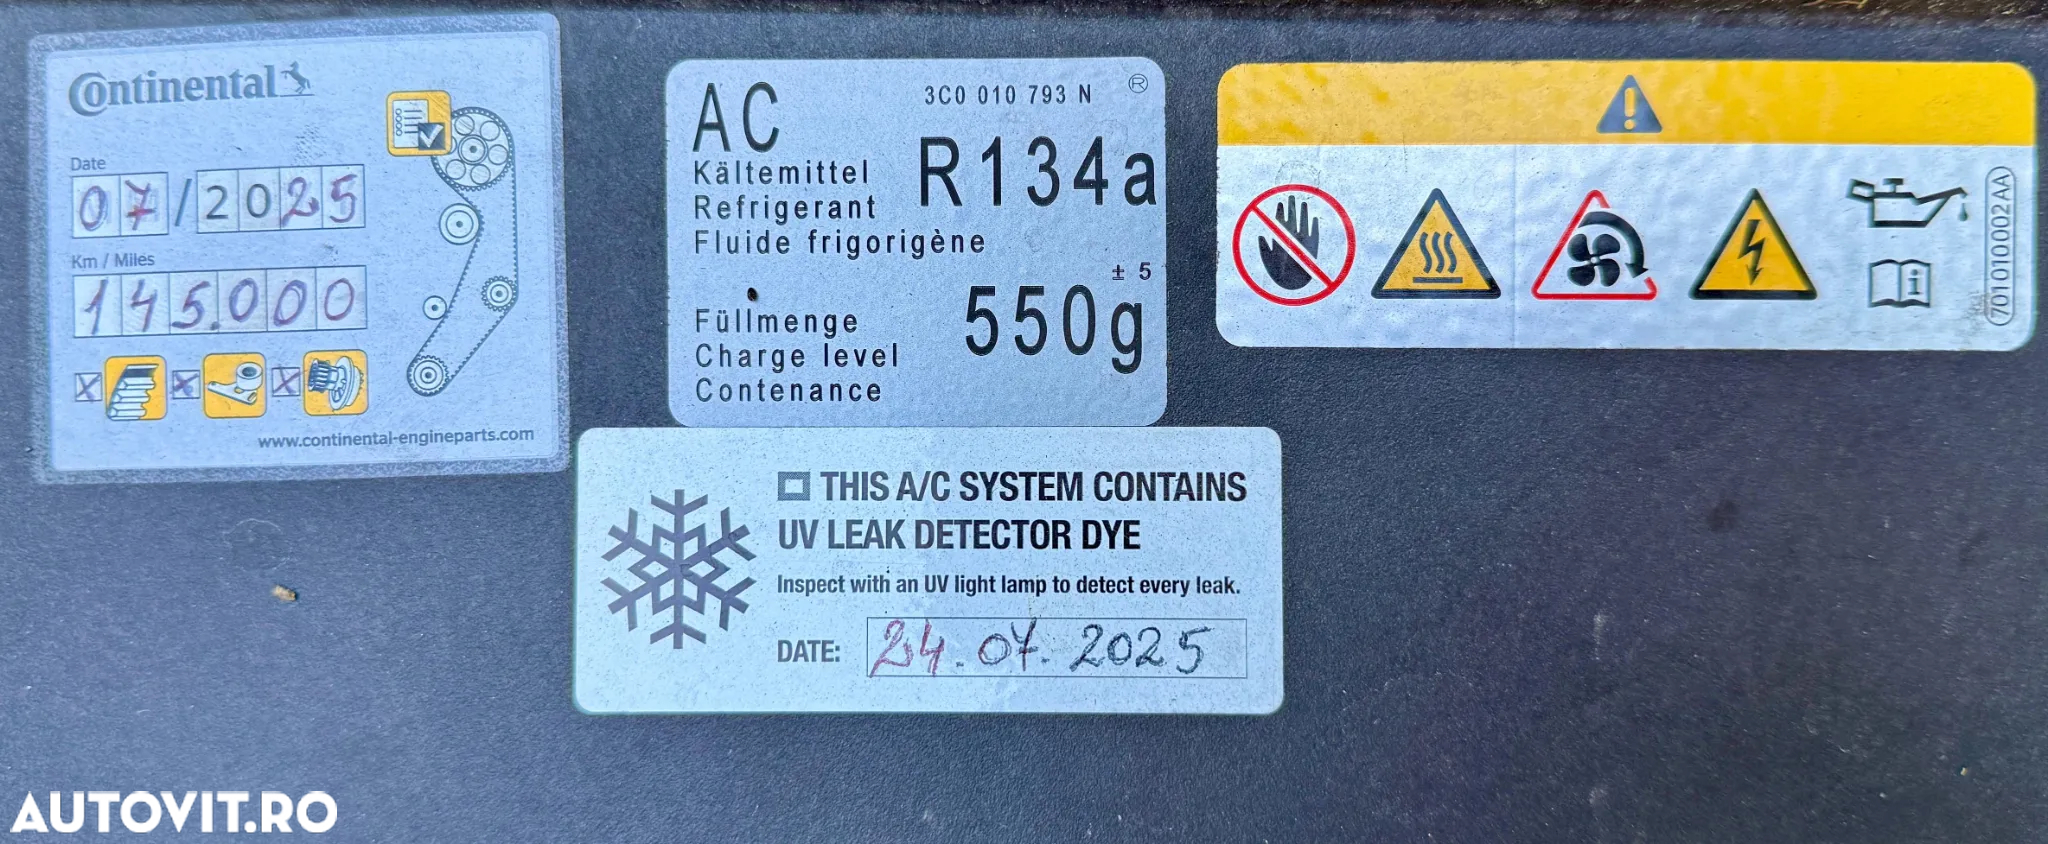 Continental
Date
07/2025
Km / Miles
145.000
www.continental-engineparts.com
AC
3C0 010 793 N
®
Kältemittel
Refrigerant
Fluide frigorigène
R134a
± 5
Füllmenge
Charge level
Contenance
550g
THIS A/C SYSTEM CONTAINS
UV LEAK DETECTOR DYE
Inspect with an UV light lamp to detect every leak.
DATE: 24.07.2025
701010002AA
AUTOVIT.RO